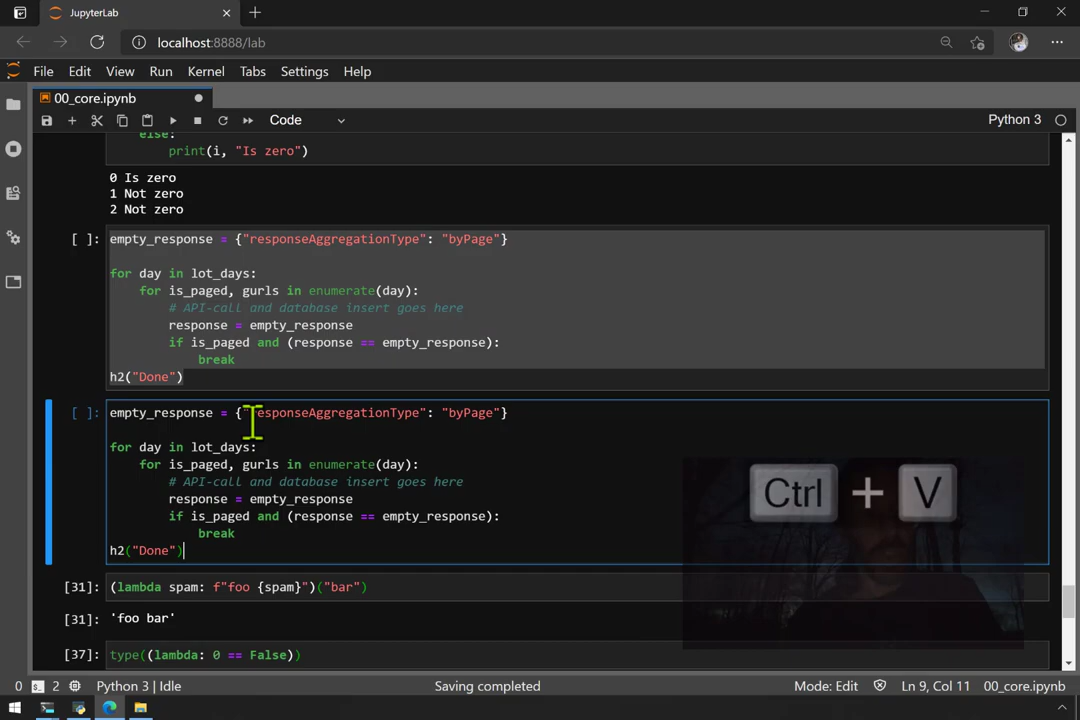 JupyterLab
localhost:8888/lab
File Edit View Run Kernel Tabs Settings Help
00_core.ipynb
Code
Python 3
else:
print(i, "Is zero")
0 Is zero
1 Not zero
2 Not zero
[ ]: empty_response = {"responseAggregationType": "byPage"}
for day in lot_days:
for is_paged, gurls in enumerate(day):
# API-call and database insert goes here
response = empty_response
if is_paged and (response == empty_response):
break
h2("Done")
[ ]: empty_response = {"responseAggregationType": "byPage"}
for day in lot_days:
for is_paged, gurls in enumerate(day):
# API-call and database insert goes here
response = empty_response
if is_paged and (response == empty_response):
break
h2("Done")
Ctrl + V
[31]: (lambda spam: f"foo {spam}")("bar")
[31]: 'foo bar'
[37]: type((lambda: 0 == False))
0 2 Python 3 | Idle Saving completed Mode: Edit Ln 9, Col 11 00_core.ipynb